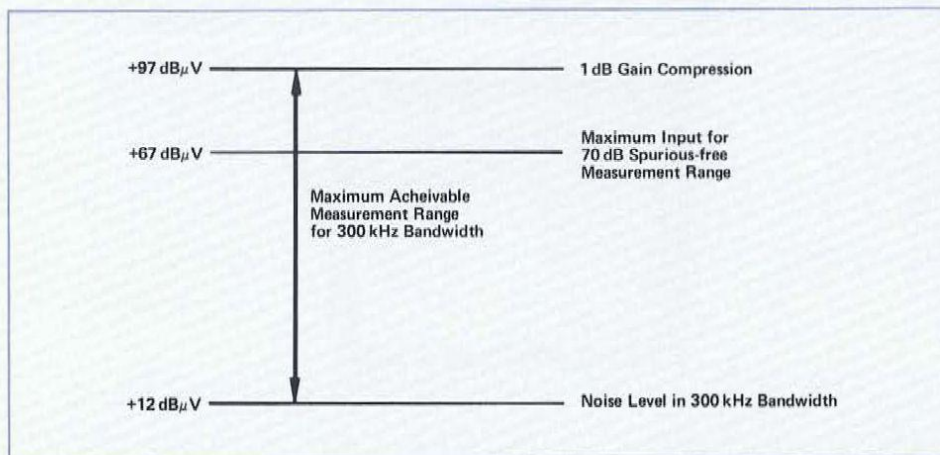 +97 dBμV
1 dB Gain Compression
+67 dBμV
Maximum Input for
70 dB Spurious-free
Measurement Range
Maximum Acheivable
Measurement Range
for 300 kHz Bandwidth
+12 dBμV
Noise Level in 300 kHz Bandwidth